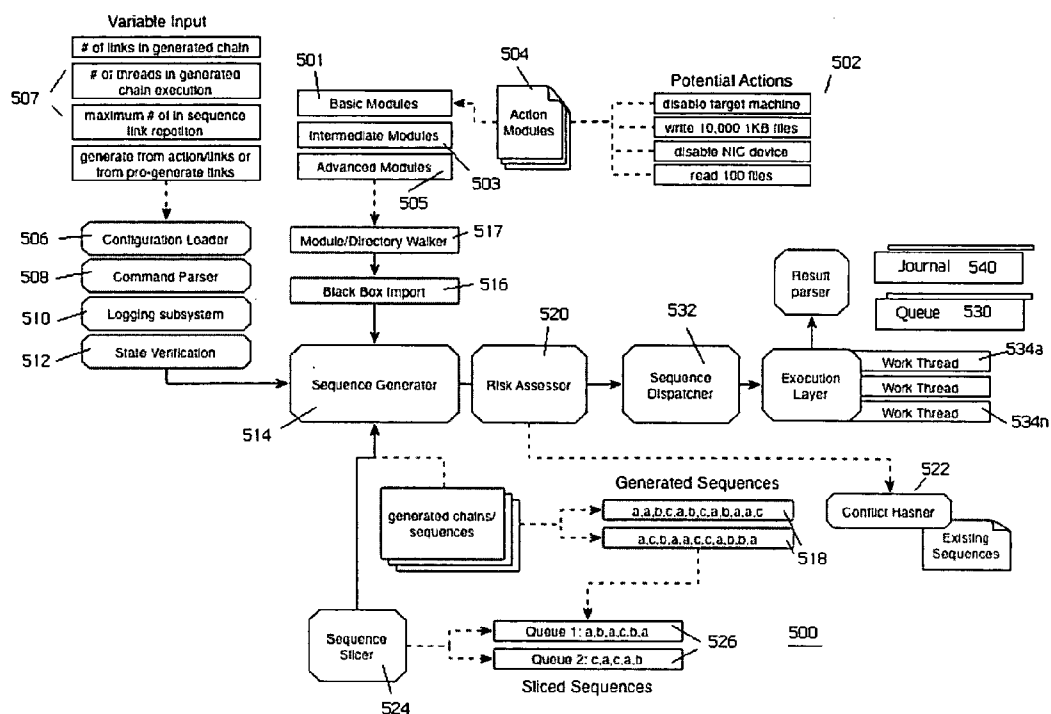 Variable Input
# of links in generated chain
# of threads in generated
chain execution
maximum # of in sequence
link repotion
generate from action/links or
from pro-generate links
507
501
Basic Modules
Intermediate Modules
Advanced Modules
503
505
504
Action
Modules
Potential Actions
502
disable target machine
write 10,000 1KB files
disable NIC device
read 100 files
506
Configuration Loader
508
Command Parser
510
Logging subsystem
512
State Verification
Module/Directory Walker
517
Black Box Import
516
Sequence Generator
514
520
Risk Assessor
532
Sequence
Dispatcher
Result
parser
Journal 540
Queue 530
Execution
Layer
534a
Work Thread
Work Thread
Work Thread
534n
generated chains/
sequences
Generated Sequences
a,a,b,c,a,b,c,a,b,a,a,c
a,c,b,a,a,c,c,a,b,b,a
518
522
Conflict Hasher
Existing
Sequences
Sequence
Slicer
524
Queue 1: a,b,a,c,b,a
Queue 2: c,a,c,a,b
526
Sliced Sequences
500